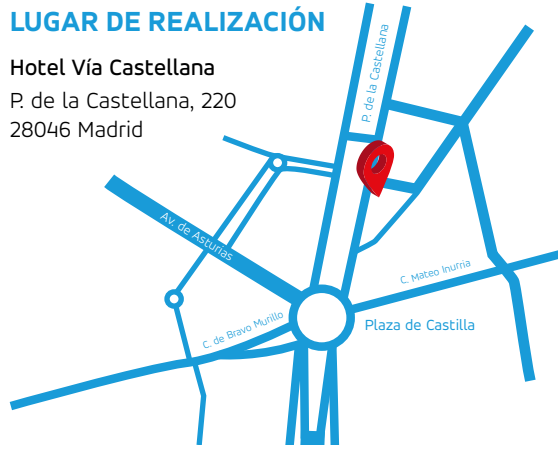 LUGAR DE REALIZACIÓN
Hotel Vía Castellana
P. de la Castellana, 220
28046 Madrid
P. de la Castellana
Av. de Asturias
C. Mateo Inurria
C. de Bravo Murillo
Plaza de Castilla